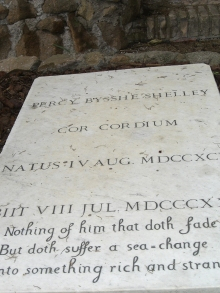 PERCY BYSSHE SHELLEY
COR CORDIUM
NATUS IV AUG. MDCCXC
IIT VIII JUL. MDCCCX
Nothing of him that doth fade
But doth suffer a sea-change
nto something rich and stran